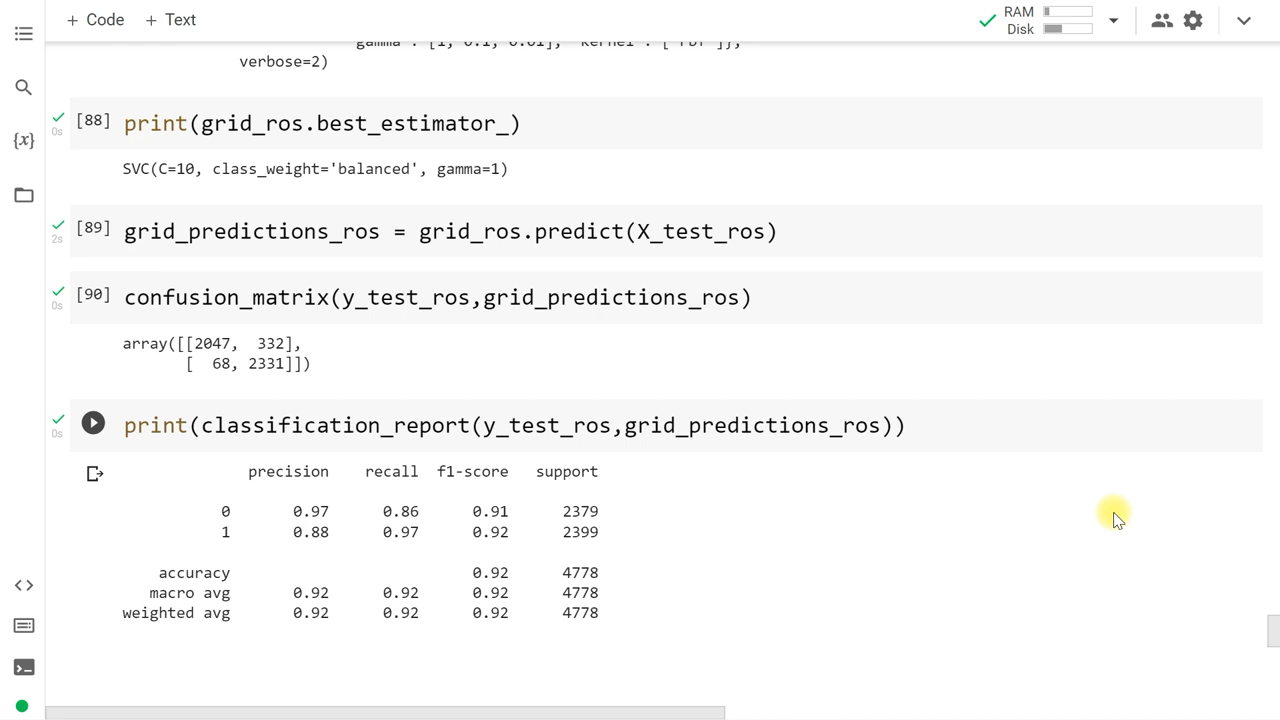 + Code + Text
RAM
Disk
verbose=2)
[88] print(grid_ros.best_estimator_)
0s
SVC(C=10, class_weight='balanced', gamma=1)
[89] grid_predictions_ros = grid_ros.predict(X_test_ros)
2s
[90] confusion_matrix(y_test_ros,grid_predictions_ros)
0s
array([[2047, 332],
[ 68, 2331]])
print(classification_report(y_test_ros,grid_predictions_ros))
0s
precision recall f1-score support
0 0.97 0.86 0.91 2379
1 0.88 0.97 0.92 2399
accuracy 0.92 4778
macro avg 0.92 0.92 0.92 4778
weighted avg 0.92 0.92 0.92 4778
{x}